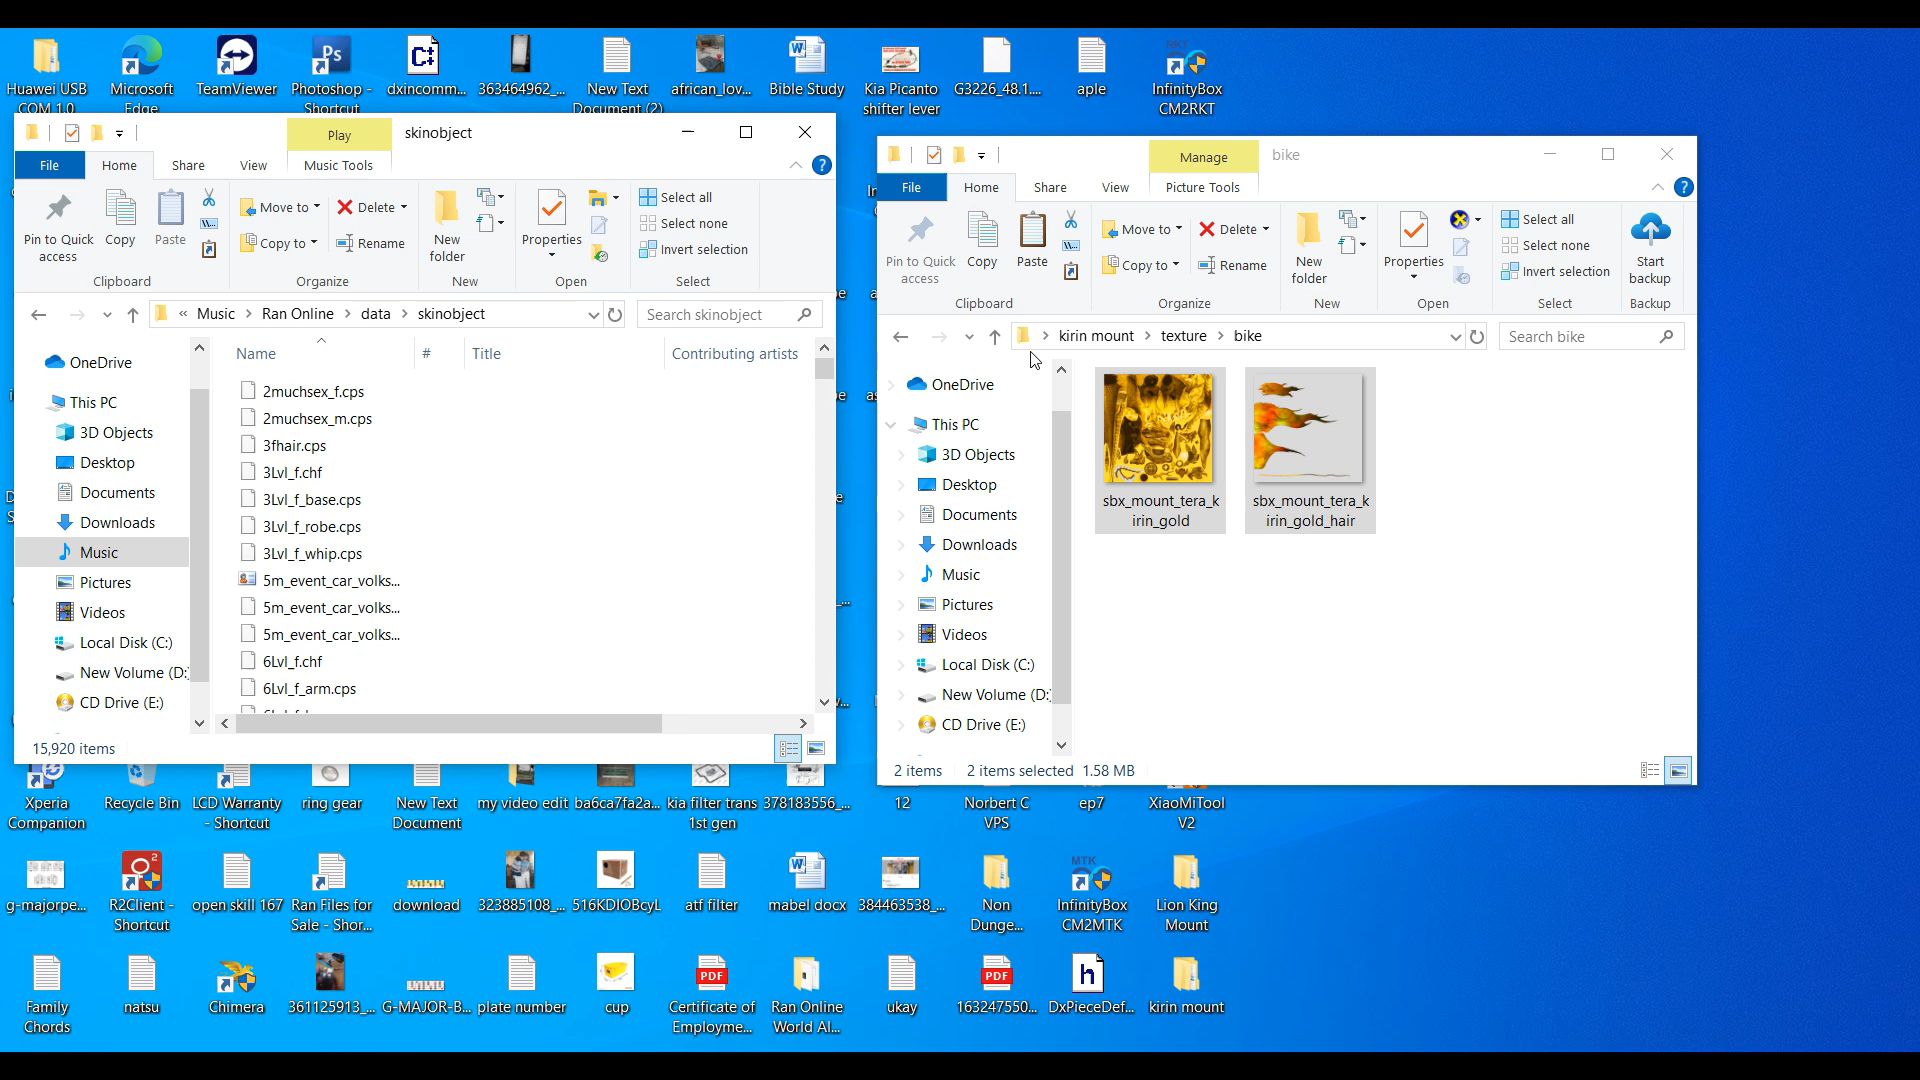 Huawei USB
COM 1.0
Microsoft
Edge
TeamViewer
Photoshop -
Shortcut
dxincomm...
363464962_...
New Text
Document (2)
african_lov...
Bible Study
Kia Picanto
shifter lever
G3226_48.1....
aple
InfinityBox
CM2RKT
Play
skinobject
File
Home
Share
View
Music Tools
Pin to Quick
access
Copy
Paste
Move to
Copy to
Delete
Rename
New
folder
Properties
Select all
Select none
Invert selection
Clipboard
Organize
New
Open
Select
« Music > Ran Online > data > skinobject
Search skinobject
OneDrive
This PC
3D Objects
Desktop
Documents
Downloads
Music
Pictures
Videos
Local Disk (C:)
New Volume (D:)
CD Drive (E:)
Name
#
Title
Contributing artists
2muchsex_f.cps
2muchsex_m.cps
3fhair.cps
3Lvl_f.chf
3Lvl_f_base.cps
3Lvl_f_robe.cps
3Lvl_f_whip.cps
5m_event_car_volks...
5m_event_car_volks...
5m_event_car_volks...
6Lvl_f.chf
6Lvl_f_arm.cps
15,920 items
Manage
bike
File
Home
Share
View
Picture Tools
Pin to Quick
access
Copy
Paste
Move to
Copy to
Delete
Rename
New
folder
Properties
Select all
Select none
Invert selection
Start
backup
Clipboard
Organize
New
Open
Select
Backup
> kirin mount > texture > bike
Search bike
OneDrive
This PC
3D Objects
Desktop
Documents
Downloads
Music
Pictures
Videos
Local Disk (C:)
New Volume (D:)
CD Drive (E:)
sbx_mount_tera_k
irin_gold
sbx_mount_tera_k
irin_gold_hair
2 items
2 items selected 1.58 MB
Xperia
Companion
Recycle Bin
LCD Warranty
- Shortcut
ring gear
New Text
Document
my video edit
ba6ca7fa2a...
kia filter trans
1st gen
378183556_...
12
Norbert C
VPS
ep7
XiaoMiTool
V2
g-majorpe...
R2Client -
Shortcut
open skill 167
Ran Files for
Sale - Shor...
download
323885108_...
516KDIOBcyL
atf filter
mabel docx
384463538_...
Non
Dunge...
MTK
InfinityBox
CM2MTK
Lion King
Mount
Family
Chords
natsu
Chimera
361125913_...
G-MAJOR-B...
plate number
cup
PDF
Certificate of
Employme...
Ran Online
World Al...
ukay
PDF
163247550...
DxPieceDef...
kirin mount